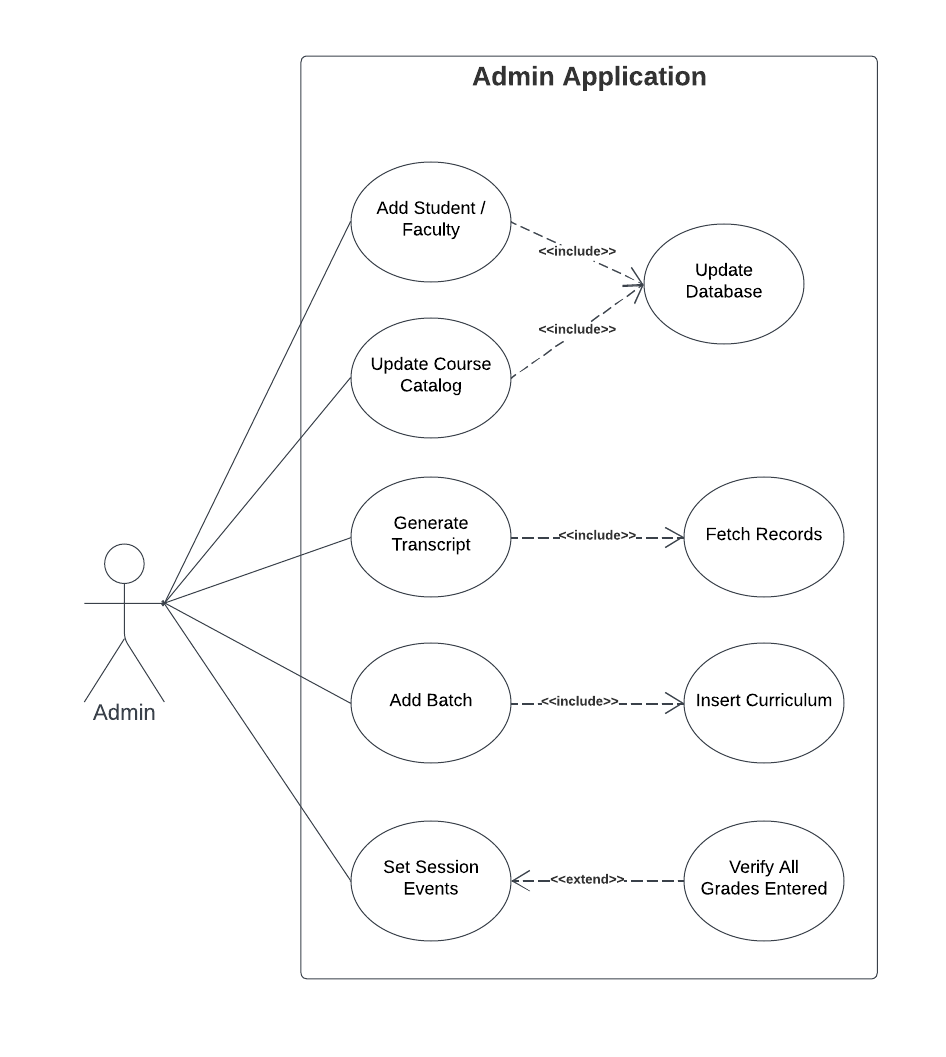 Admin Application
Add Student /
Faculty
<<include>>
Update
Database
<<include>>
Update Course
Catalog
Generate
Transcript
<<include>>
Fetch Records
Admin
Add Batch
<<include>>
Insert Curriculum
Set Session
Events
<<extend>>
Verify All
Grades Entered